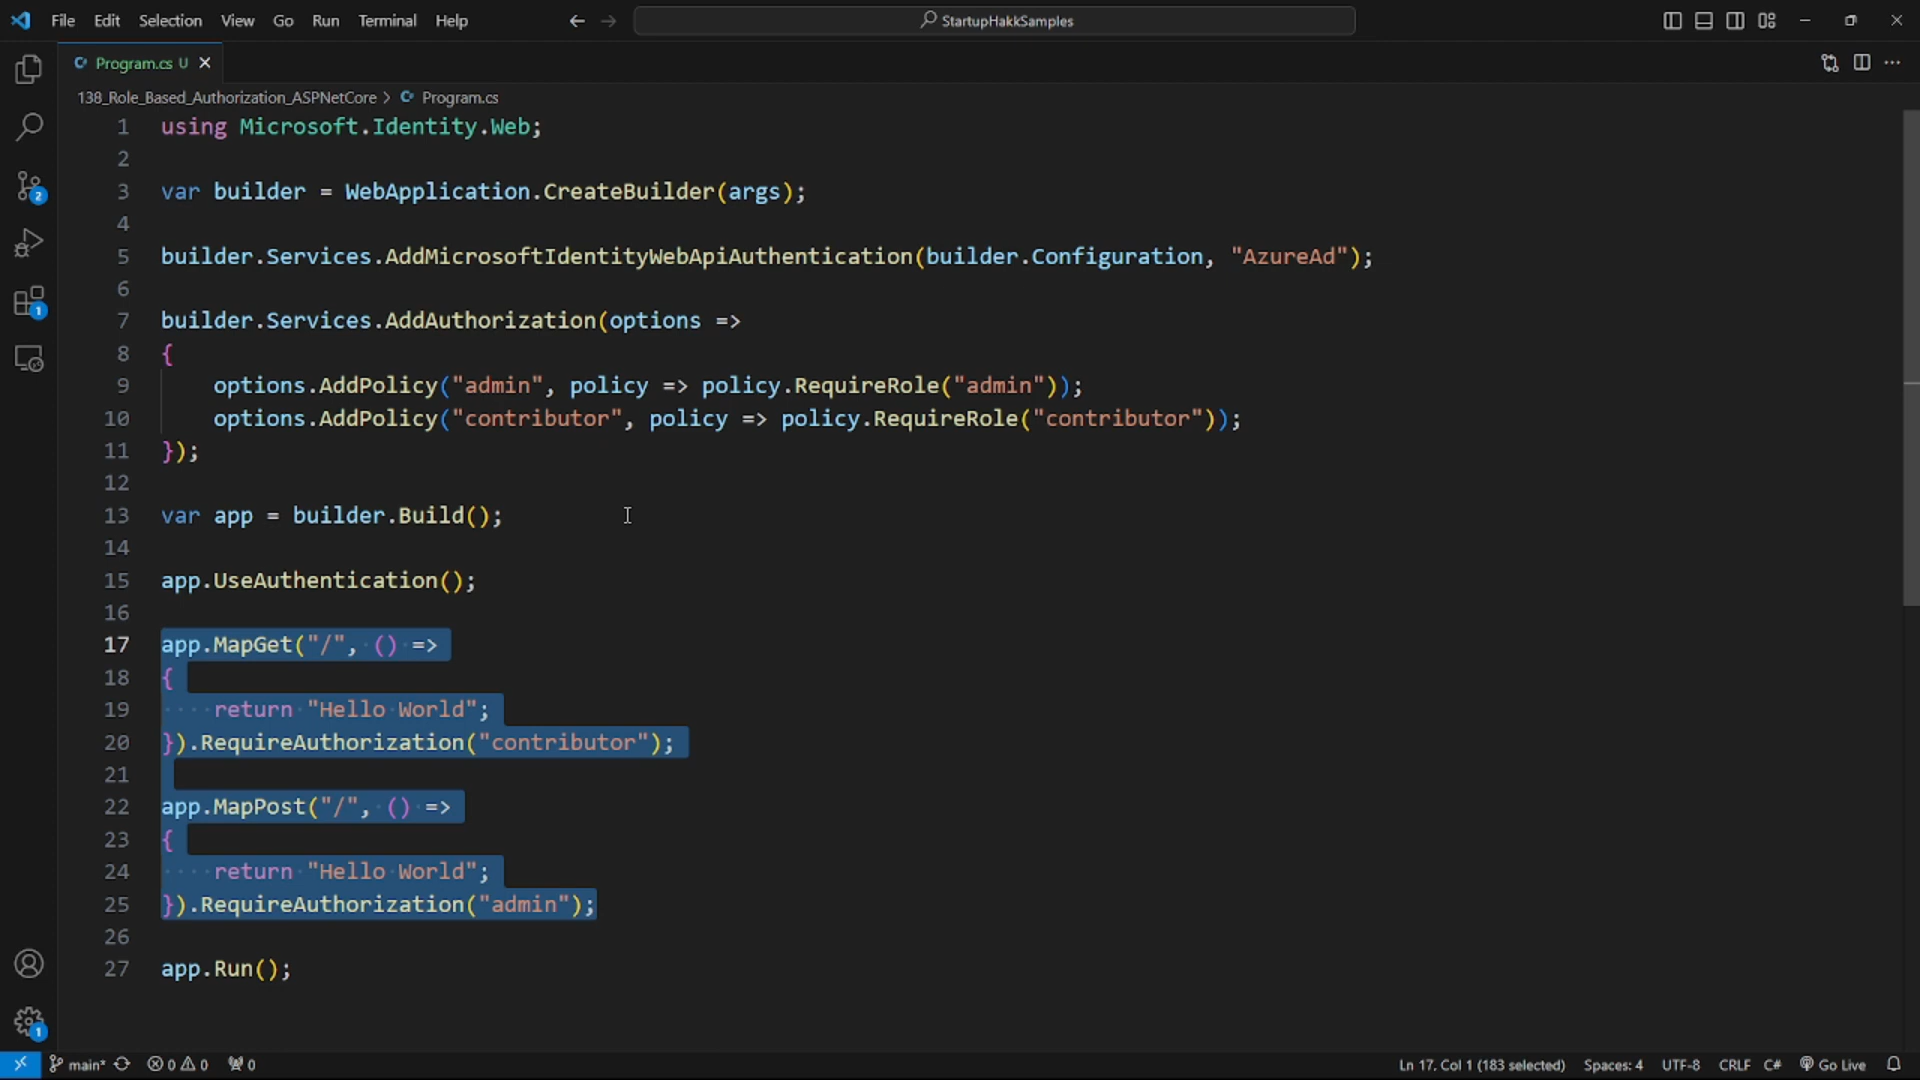 File Edit Selection View Go Run Terminal Help StartupHakkSamples
Program.cs U
138_Role_Based_Authorization_ASPNetCore > Program.cs
1 using Microsoft.Identity.Web;
2
3 var builder = WebApplication.CreateBuilder(args);
4
5 builder.Services.AddMicrosoftIdentityWebApiAuthentication(builder.Configuration, "AzureAd");
6
7 builder.Services.AddAuthorization(options =>
8 {
9 options.AddPolicy("admin", policy => policy.RequireRole("admin"));
10 options.AddPolicy("contributor", policy => policy.RequireRole("contributor"));
11 });
12
13 var app = builder.Build();
14
15 app.UseAuthentication();
16
17 app.MapGet("/", () =>
18 {
19 return "Hello World";
20 }).RequireAuthorization("contributor");
21
22 app.MapPost("/", () =>
23 {
24 return "Hello World";
25 }).RequireAuthorization("admin");
26
27 app.Run();
2
1
1
main* 0 0 0 Ln 17, Col 1 (183 selected) Spaces: 4 UTF-8 CRLF C# Go Live